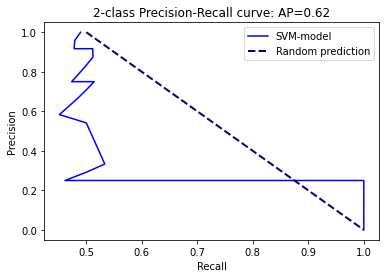 2-class Precision-Recall curve: AP=0.62
SVM-model
Random prediction
Precision
1.0
0.8
0.6
0.4
0.2
0.0
0.5
0.6
0.7
0.8
0.9
1.0
Recall